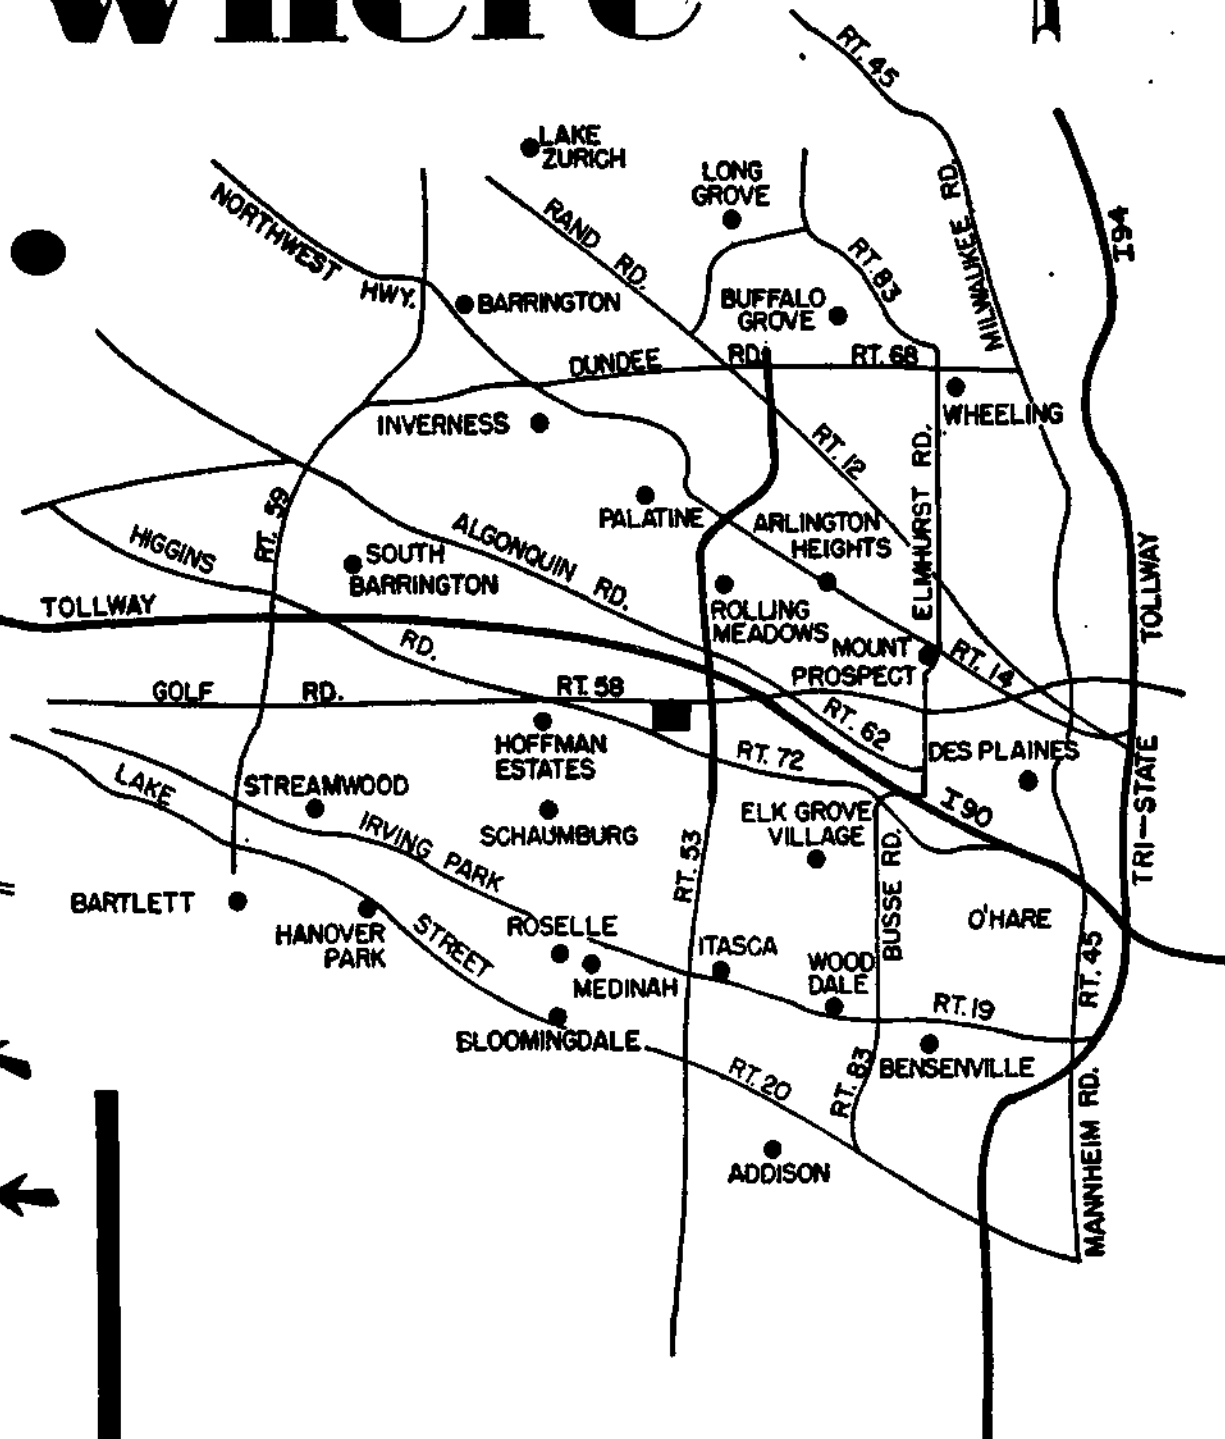 where
RT. 45
LAKE
ZURICH
LONG
GROVE
MILWAUKEE RD.
I94
NORTHWEST
HWY.
RAND RD.
RT. 83
BARRINGTON
BUFFALO
GROVE
DUNDEE
RD.
RT. 68
INVERNESS
WHEELING
RT. 12
ELMHURST RD.
RT. 59
PALATINE
ARLINGTON
HEIGHTS
HIGGINS
ALGONQUIN RD.
SOUTH
BARRINGTON
TOLLWAY
TOLLWAY
ROLLING
MEADOWS
RD.
MOUNT
PROSPECT
RT. 14
GOLF RD.
RT. 58
RT. 62
HOFFMAN
ESTATES
RT. 72
DES PLAINES
TRI-STATE
LAKE
STREAMWOOD
IRVING PARK
SCHAUMBURG
ELK GROVE
VILLAGE
I90
RT. 53
BUSSE RD.
BARTLETT
HANOVER
PARK
STREET
ROSELLE
MEDINAH
ITASCA
WOOD
DALE
O'HARE
RT. 45
RT. 19
BLOOMINGDALE
BENSENVILLE
RT. 20
RT. 83
MANNHEIM RD.
ADDISON